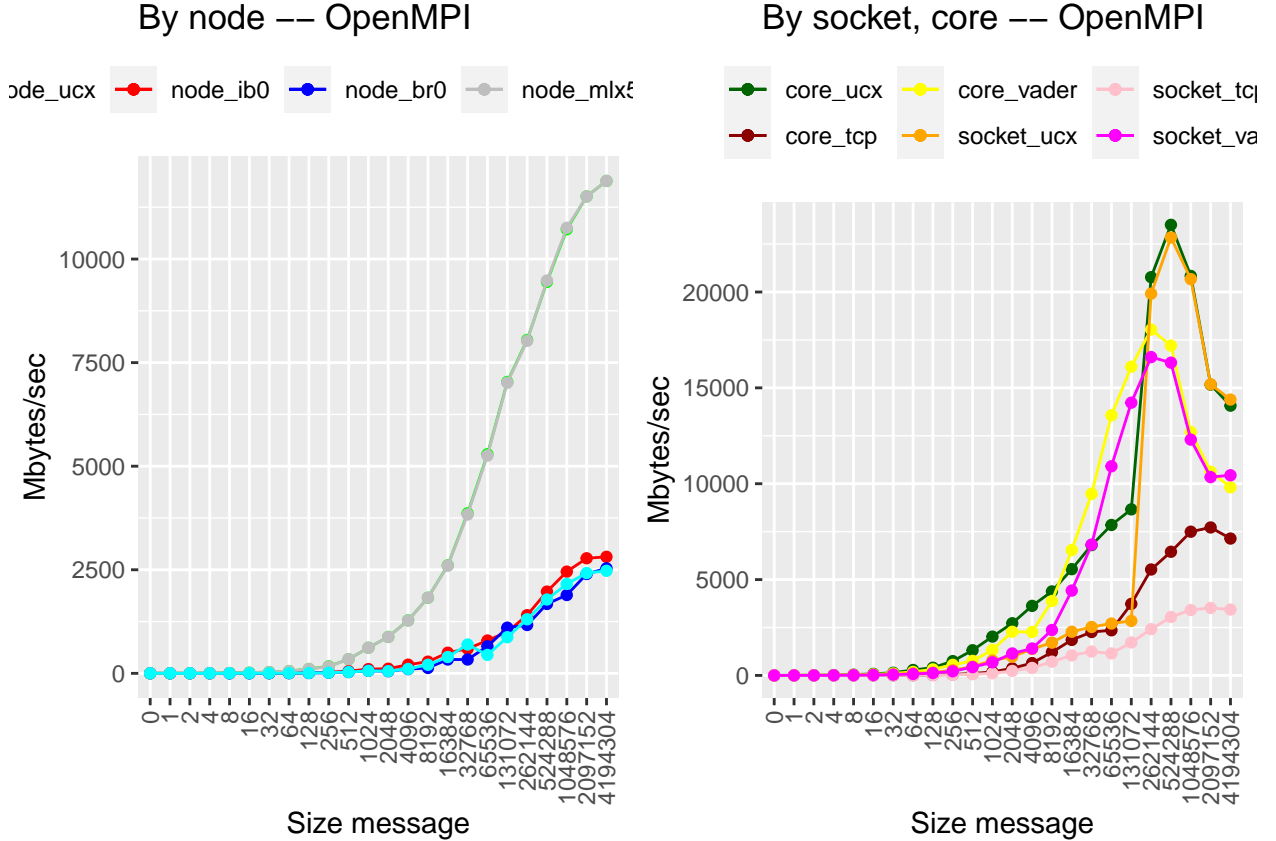 By node −− OpenMPI
ode_ucx node_ib0 node_br0 node_mlx5
Mbytes/sec
10000
7500
5000
2500
0
0 1 2 4 8 16 32 64 128 256 512 1024 2048 4096 8192 16384 32768 65536 131072 262144 524288 1048576 2097152 4194304
Size message
By socket, core −− OpenMPI
core_ucx core_vader socket_tcp
core_tcp socket_ucx socket_va
Mbytes/sec
20000
15000
10000
5000
0
0 1 2 4 8 16 32 64 128 256 512 1024 2048 4096 8192 16384 32768 65536 131072 262144 524288 1048576 2097152 4194304
Size message